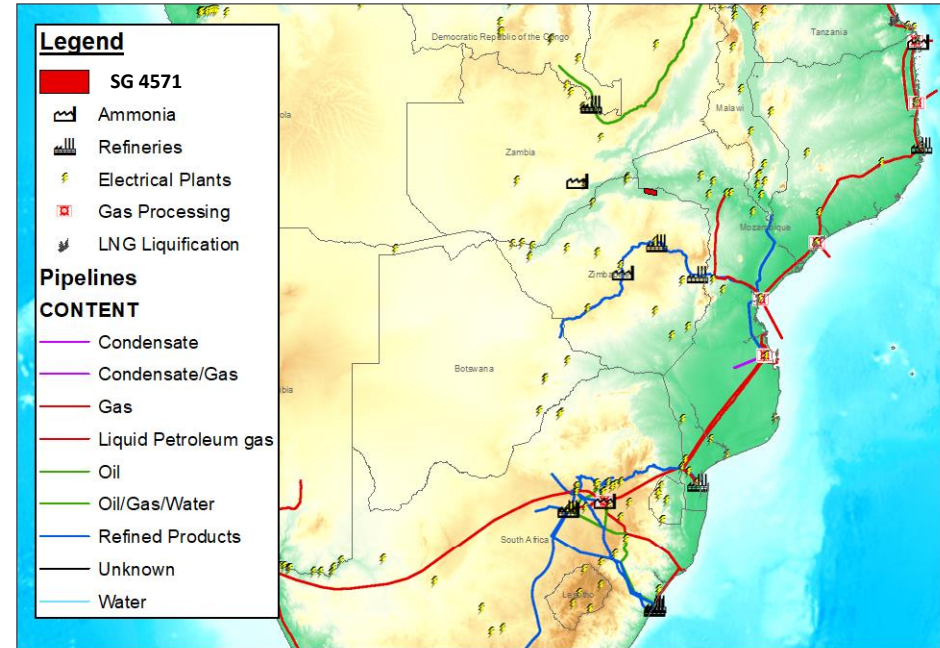 Legend
SG 4571
Ammonia
Refineries
Electrical Plants
Gas Processing
LNG Liquification
Pipelines
CONTENT
Condensate
Condensate/Gas
Gas
Liquid Petroleum gas
Oil
Oil/Gas/Water
Refined Products
Unknown
Water
Democratic Republic of the Congo
Tanzania
ola
Malawi
Zambia
Mozambique
Botswana
ibia
South Africa